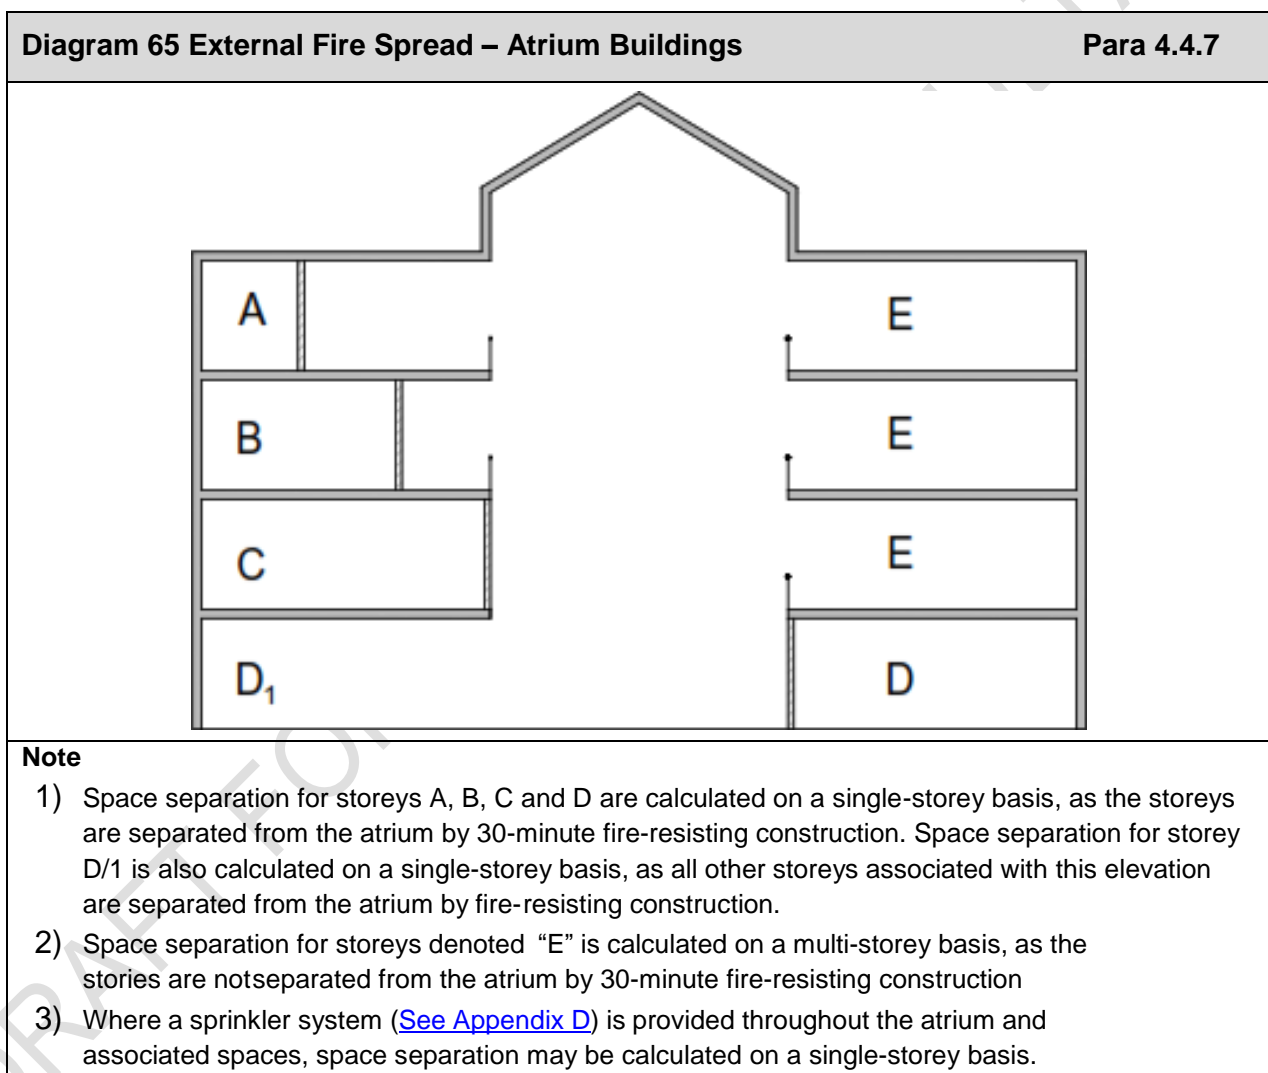 Diagram 65 External Fire Spread – Atrium Buildings Para 4.4.7
A E
B E
C E
D1 D
Note
1) Space separation for storeys A, B, C and D are calculated on a single-storey basis, as the storeys
are separated from the atrium by 30-minute fire-resisting construction. Space separation for storey
D/1 is also calculated on a single-storey basis, as all other storeys associated with this elevation
are separated from the atrium by fire-resisting construction.
2) Space separation for storeys denoted “E” is calculated on a multi-storey basis, as the
stories are notseparated from the atrium by 30-minute fire-resisting construction
3) Where a sprinkler system (See Appendix D) is provided throughout the atrium and
associated spaces, space separation may be calculated on a single-storey basis.
DRAFT FOR